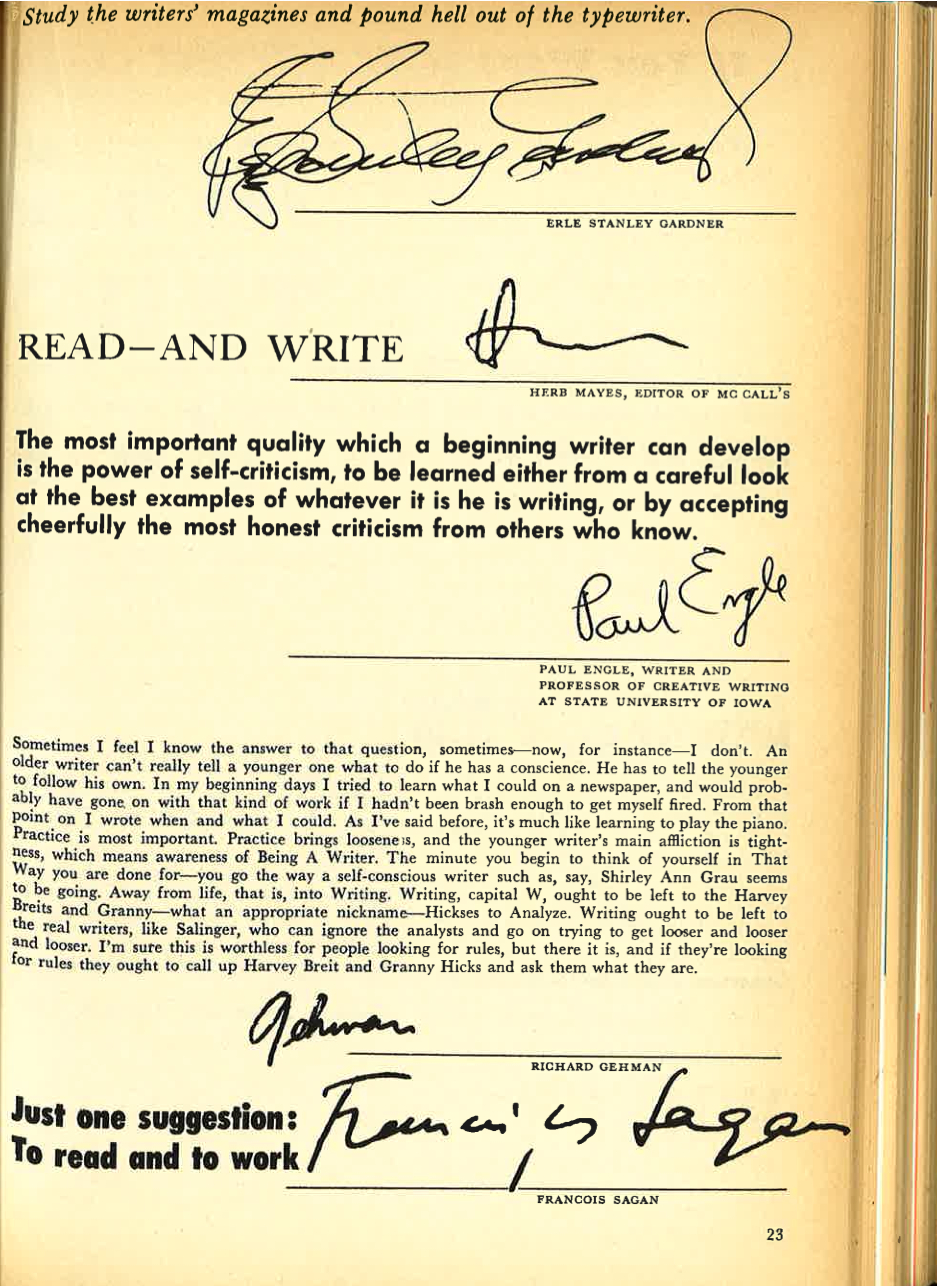 Study the writers' magazines and pound hell out of the typewriter.
Erle Stanley Gardner
ERLE STANLEY GARDNER
READ—AND WRITE
HERB MAYES, EDITOR OF MC CALL'S
The most important quality which a beginning writer can develop
is the power of self-criticism, to be learned either from a careful look
at the best examples of whatever it is he is writing, or by accepting
cheerfully the most honest criticism from others who know.
Paul Engle
PAUL ENGLE, WRITER AND
PROFESSOR OF CREATIVE WRITING
AT STATE UNIVERSITY OF IOWA
Sometimes I feel I know the answer to that question, sometimes—now, for instance—I don't. An
older writer can't really tell a younger one what to do if he has a conscience. He has to tell the younger
to follow his own. In my beginning days I tried to learn what I could on a newspaper, and would prob-
ably have gone on with that kind of work if I hadn't been brash enough to get myself fired. From that
point on I wrote when and what I could. As I've said before, it's much like learning to play the piano.
Practice is most important. Practice brings looseness, and the younger writer's main affliction is tight-
ness, which means awareness of Being A Writer. The minute you begin to think of yourself in That
Way you are done for—you go the way a self-conscious writer such as, say, Shirley Ann Grau seems
to be going. Away from life, that is, into Writing. Writing, capital W, ought to be left to the Harvey
Breits and Granny—what an appropriate nickname—Hickses to Analyze. Writing ought to be left to
the real writers, like Salinger, who can ignore the analysts and go on trying to get looser and looser
and looser. I'm sure this is worthless for people looking for rules, but there it is, and if they're looking
for rules they ought to call up Harvey Breit and Granny Hicks and ask them what they are.
Gehman
RICHARD GEHMAN
Just one suggestion:
To read and to work
Françoise Sagan
FRANCOIS SAGAN
23